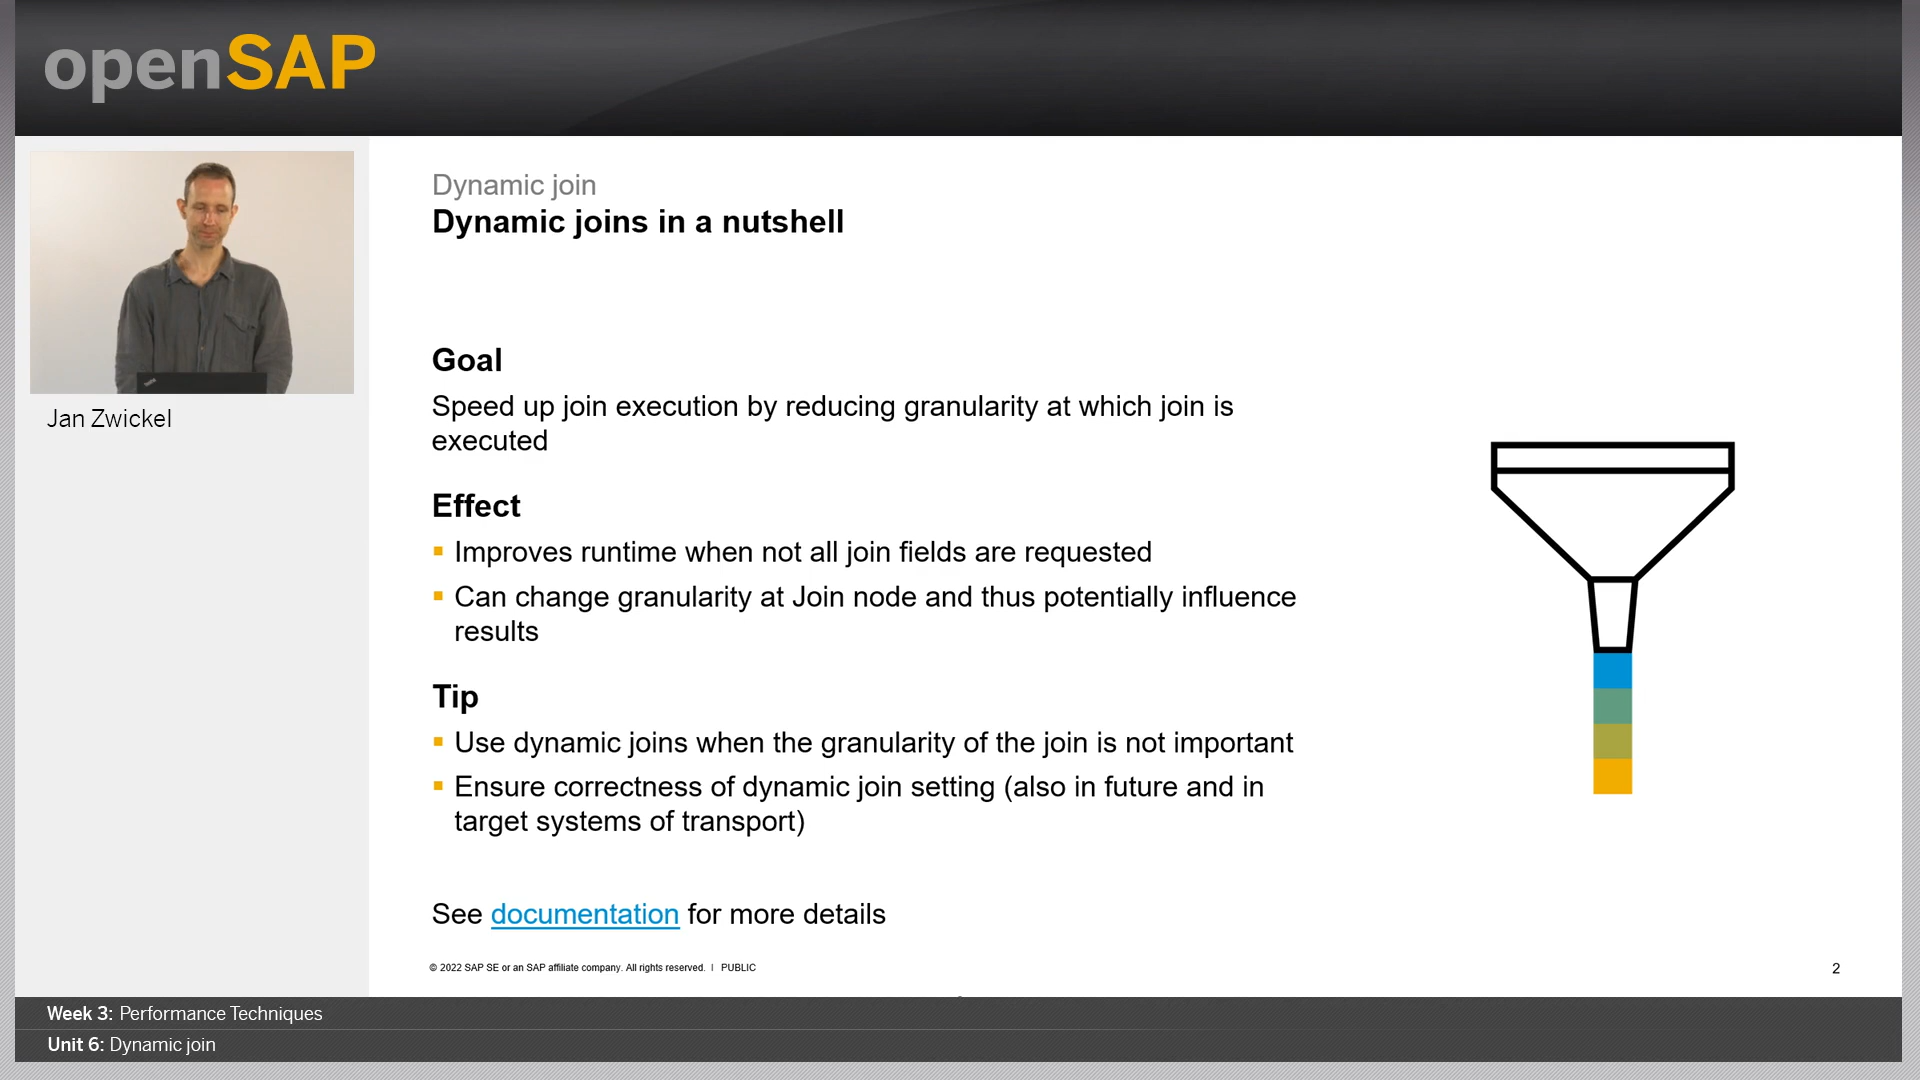 openSAP
Jan Zwickel
Dynamic join
Dynamic joins in a nutshell
Goal
Speed up join execution by reducing granularity at which join is
executed
Effect
Improves runtime when not all join fields are requested
Can change granularity at Join node and thus potentially influence
results
Tip
Use dynamic joins when the granularity of the join is not important
Ensure correctness of dynamic join setting (also in future and in
target systems of transport)
See documentation for more details
© 2022 SAP SE or an SAP affiliate company. All rights reserved. | PUBLIC
2
Week 3: Performance Techniques
Unit 6: Dynamic join